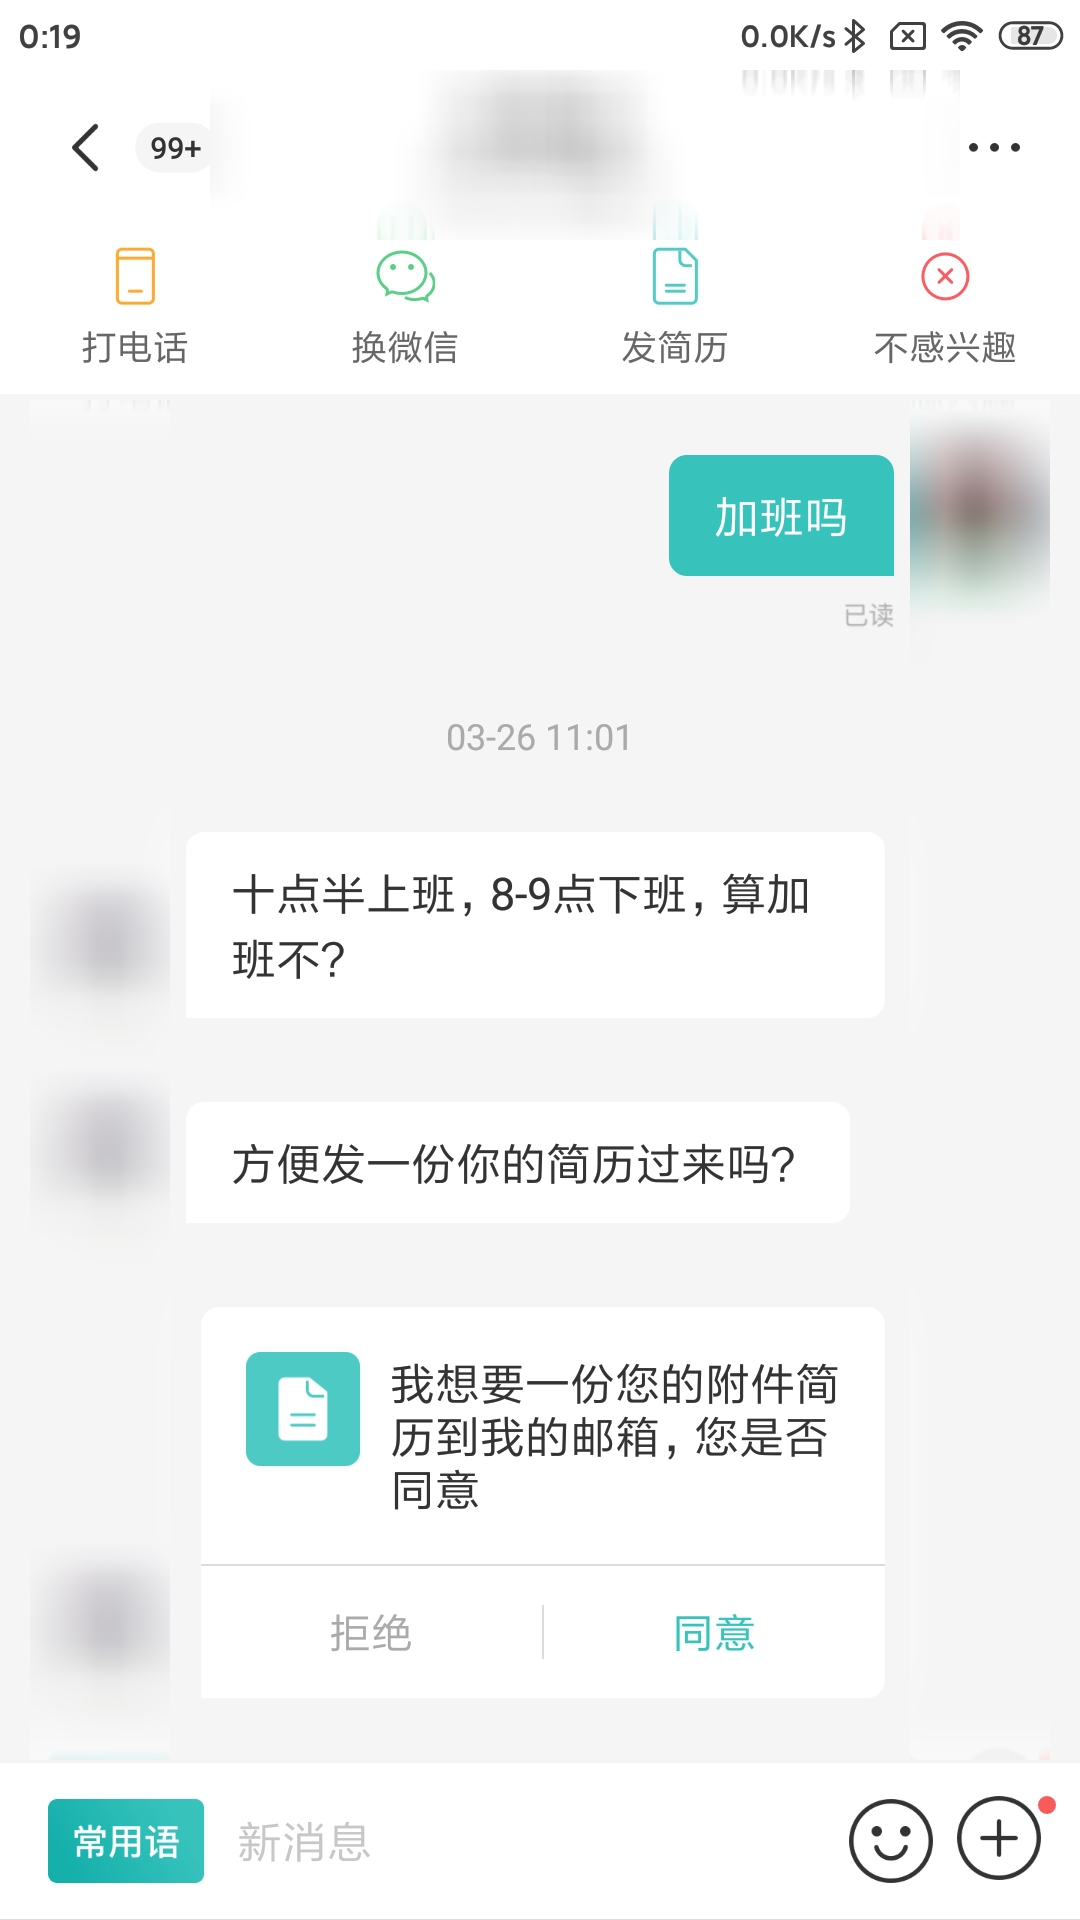 0:19
0.0K/s
87
99+
打电话
换微信
发简历
不感兴趣
加班吗
已读
03-26 11:01
十点半上班，8-9点下班，算加
班不？
方便发一份你的简历过来吗？
我想要一份您的附件简
历到我的邮箱，您是否
同意
拒绝
同意
常用语
新消息